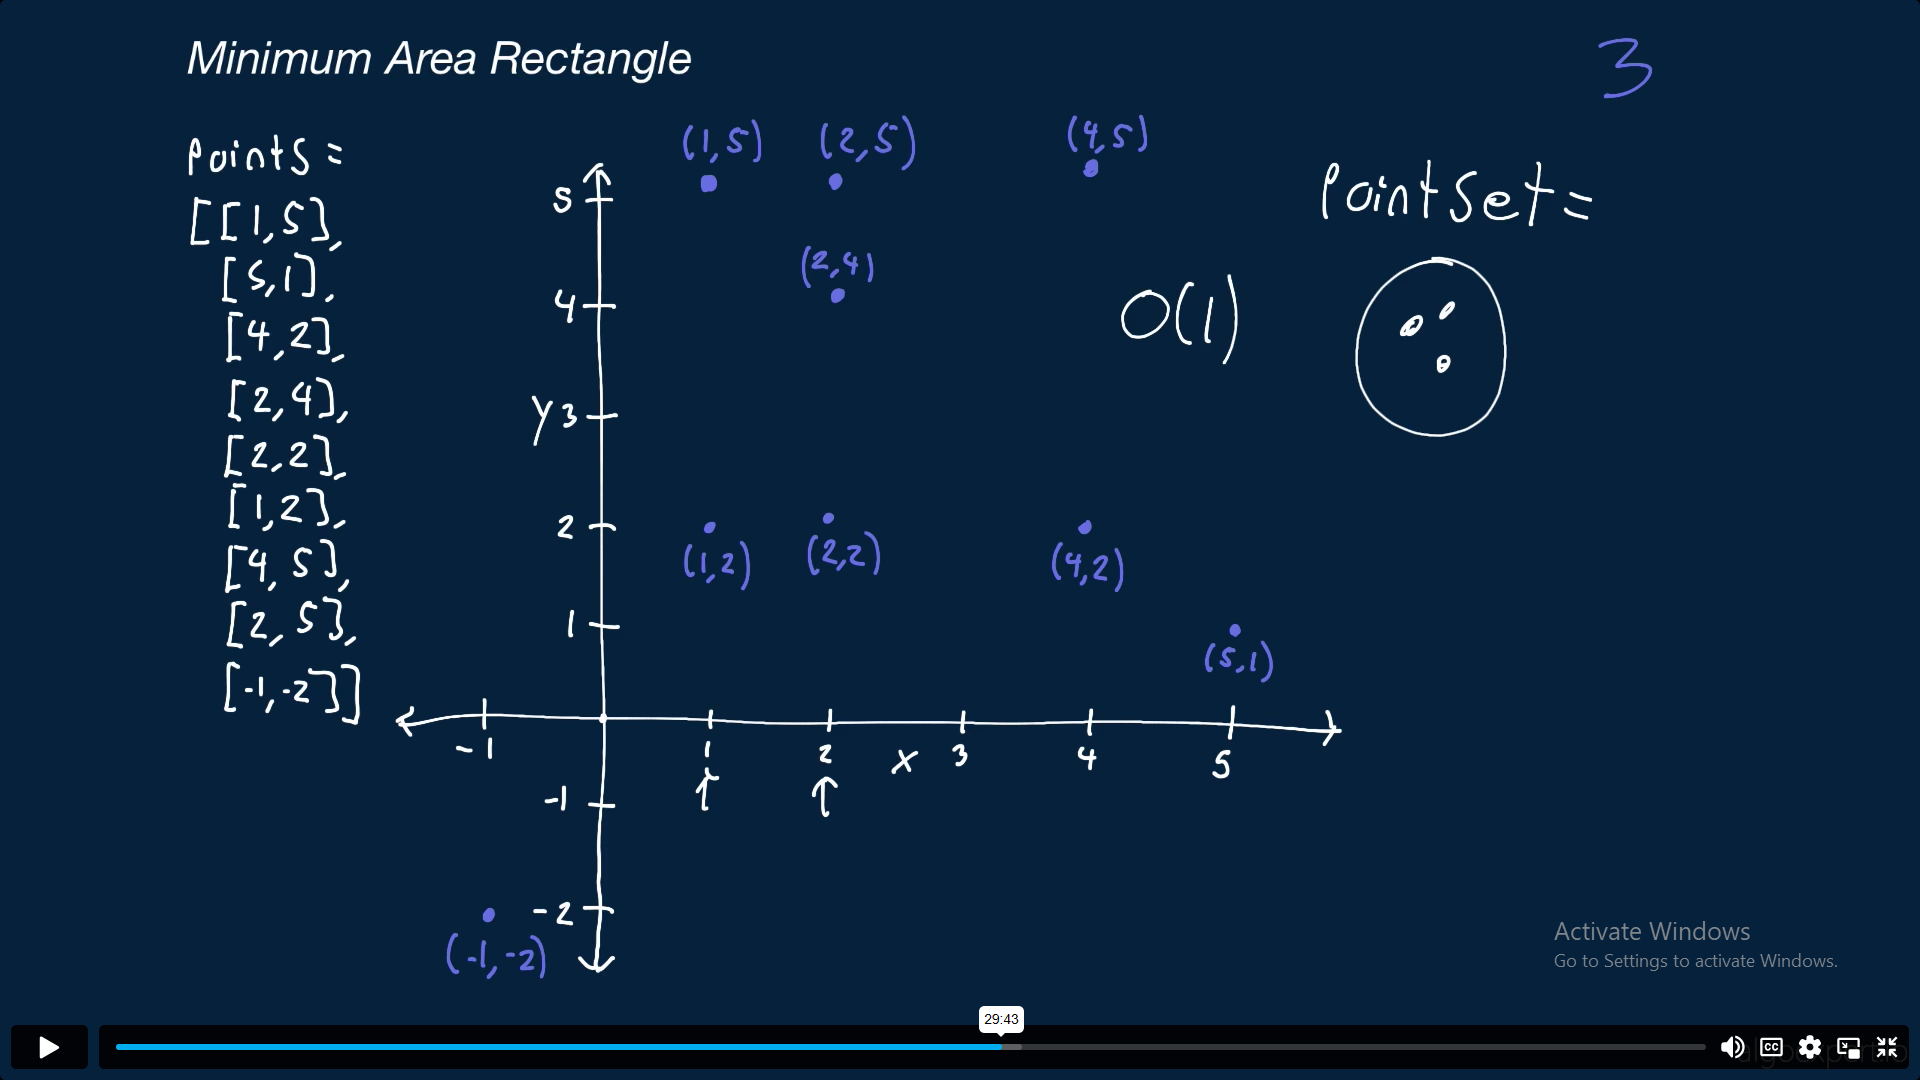 Minimum Area Rectangle
3
points =
[[1,5],
[5,1],
[4,2],
[2,4],
[2,2],
[1,2],
[4,5],
[2,5],
[-1,-2]]
(1,5) (2,5) (4,5)
(2,4)
(1,2) (2,2) (4,2)
(5,1)
(-1,-2)
5
4
y 3
2
1
-1
-2
-1 1 2 x 3 4 5
O(1)
pointSet =
Activate Windows
Go to Settings to activate Windows.
29:43
CC